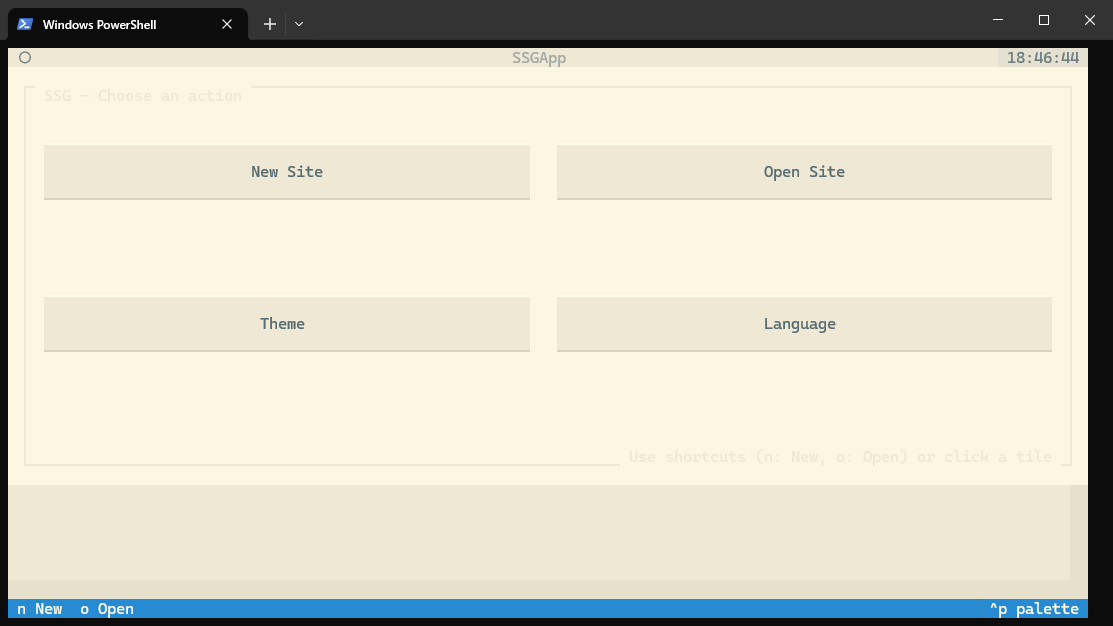 Windows PowerShell
SSGApp 18:46:44
SSG — Choose an action
New Site Open Site
Theme Language
Use shortcuts (n: New, o: Open) or click a tile
n New o Open ^p palette